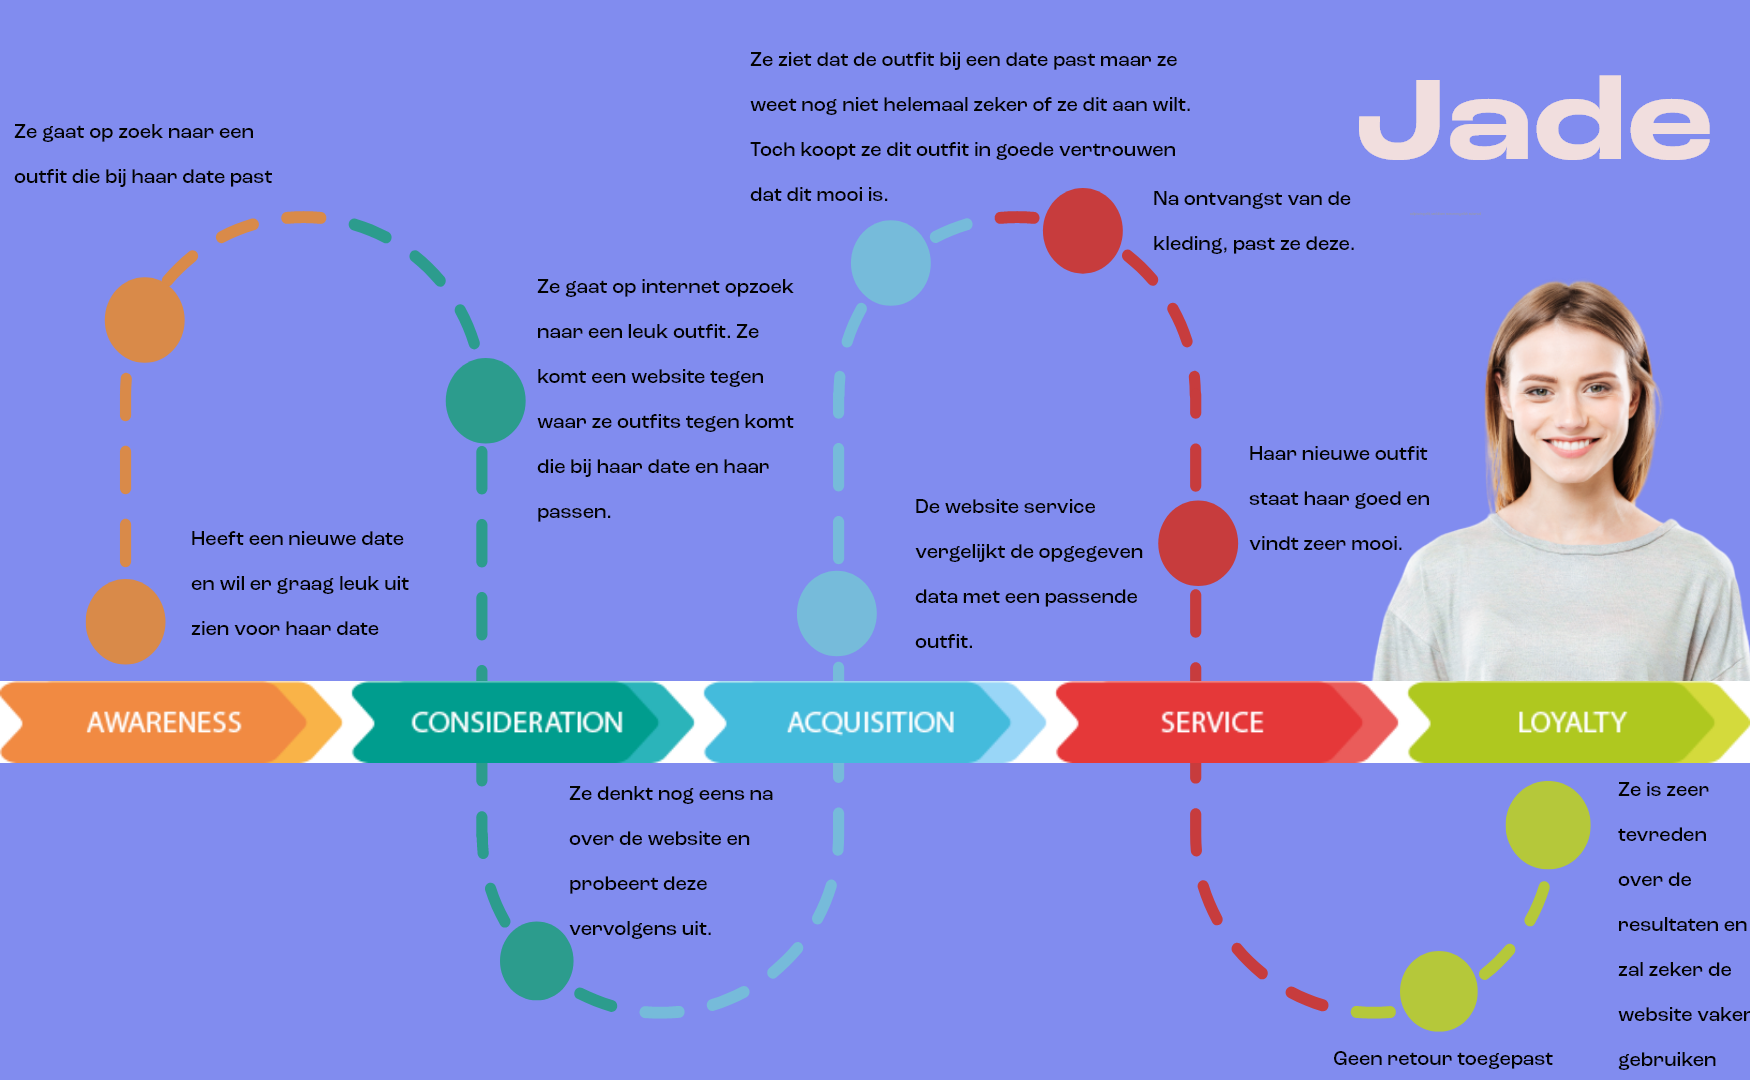 Jade
Heeft een nieuwe date
en wil er graag leuk uit
zien voor haar date
Ze gaat op zoek naar een
outfit die bij haar date past
Ze gaat op internet opzoek
naar een leuk outfit. Ze
komt een website tegen
waar ze outfits tegen komt
die bij haar date en haar
passen.
Ze denkt nog eens na
over de website en
probeert deze
vervolgens uit.
De website service
vergelijkt de opgegeven
data met een passende
outfit.
Ze ziet dat de outfit bij een date past maar ze
weet nog niet helemaal zeker of ze dit aan wilt.
Toch koopt ze dit outfit in goede vertrouwen
dat dit mooi is.
Na ontvangst van de
kleding, past ze deze.
Haar nieuwe outfit
staat haar goed en
vindt zeer mooi.
AWARENESS
CONSIDERATION
ACQUISITION
SERVICE
LOYALTY
Geen retour toegepast
Ze is zeer
tevreden
over de
resultaten en
zal zeker de
website vaker
gebruiken